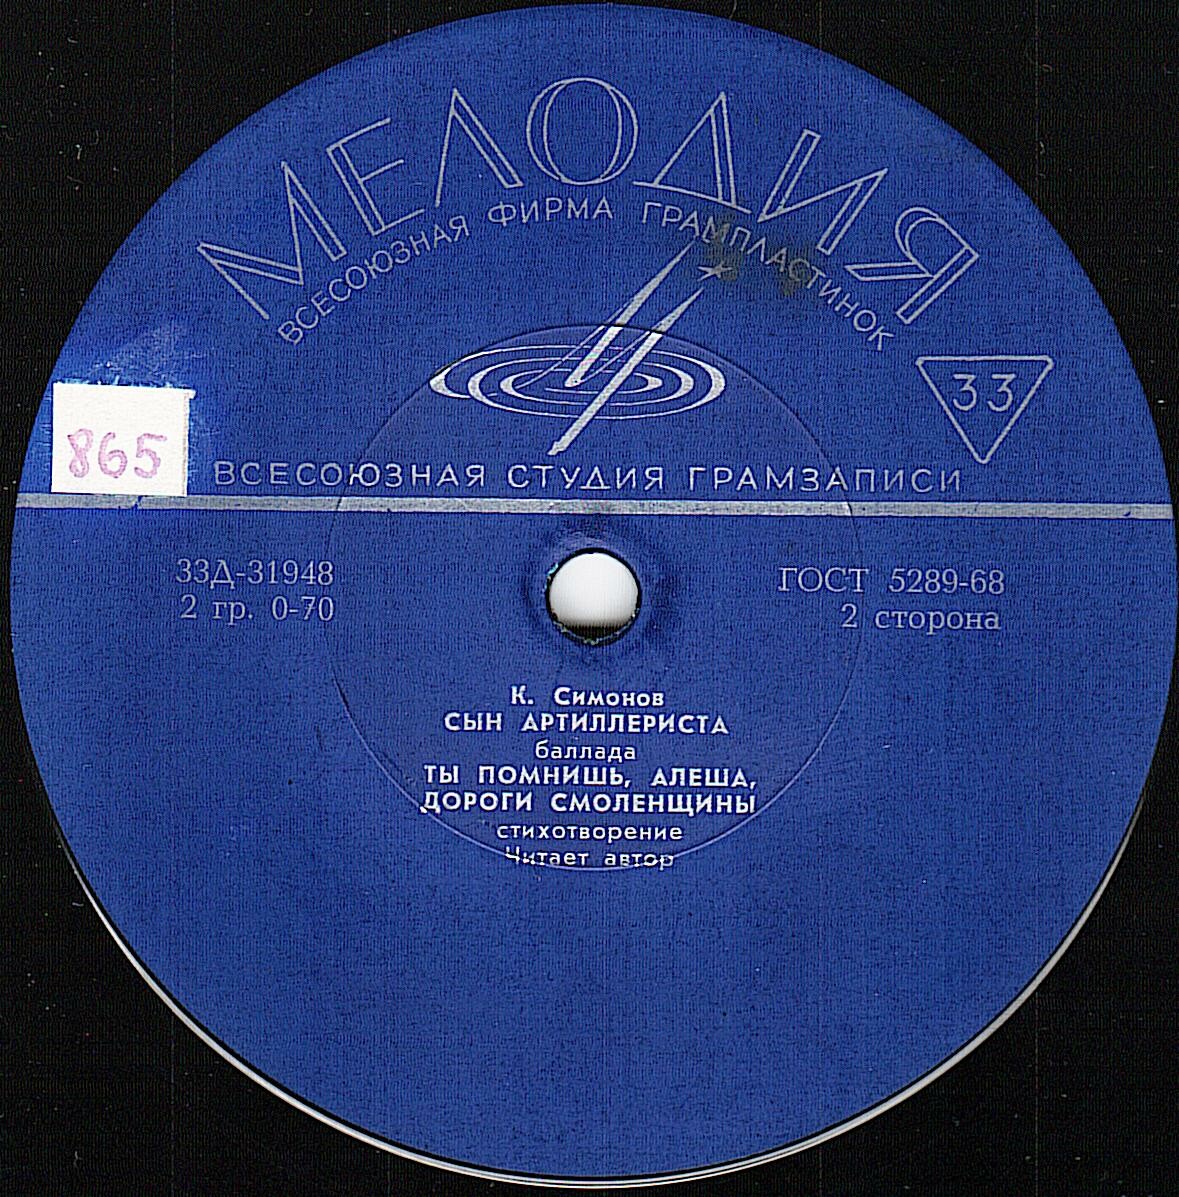 МЕЛОДИЯ
ВСЕСОЮЗНАЯ ФИРМА ГРАМПЛАСТИНОК
33
865
ВСЕСОЮЗНАЯ СТУДИЯ ГРАМЗАПИСИ
33Д-31948
2 гр. 0-70
ГОСТ 5289-68
2 сторона
К. Симонов
СЫН АРТИЛЛЕРИСТА
баллада
ТЫ ПОМНИШЬ, АЛЕША,
ДОРОГИ СМОЛЕНЩИНЫ
стихотворение
Читает автор